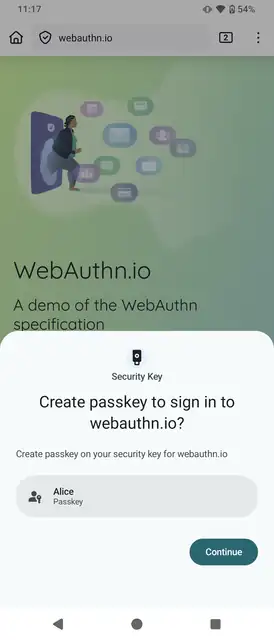 11:17
54%
webauthn.io
2
WebAuthn.io
A demo of the WebAuthn
specification
Security Key
Create passkey to sign in to
webauthn.io?
Create passkey on your security key for webauthn.io
Alice
Passkey
Continue